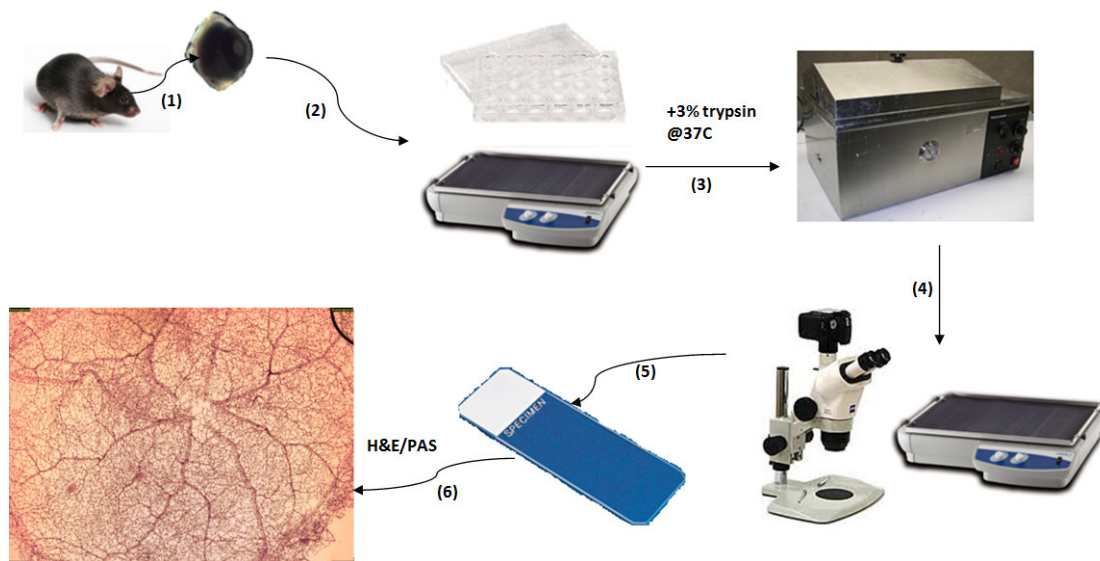 (1)
(2)
+3% trypsin
@37C
(3)
(4)
(5)
SPECIMEN
H&E/PAS
(6)